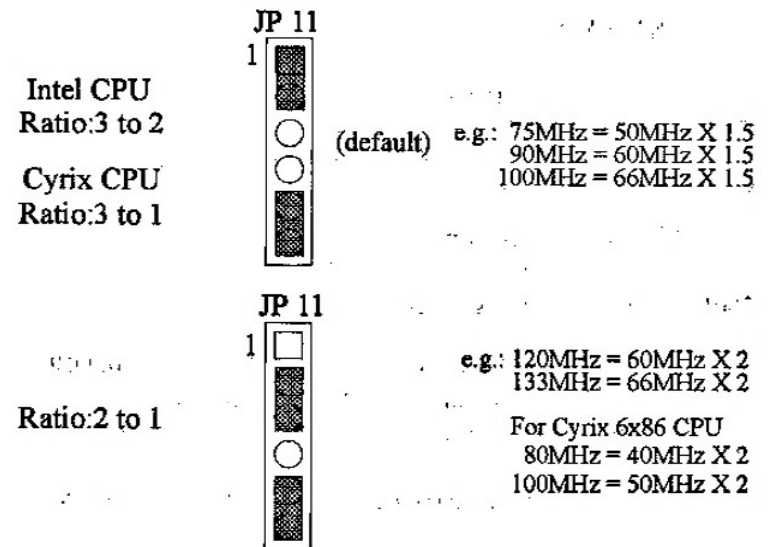 JP 11
1
Intel CPU
Ratio:3 to 2
Cyrix CPU
Ratio:3 to 1
(default)
e.g.: 75MHz = 50MHz X 1.5
90MHz = 60MHz X 1.5
100MHz = 66MHz X 1.5
JP 11
1
Ratio:2 to 1
e.g.: 120MHz = 60MHz X 2
133MHz = 66MHz X 2
For Cyrix 6x86 CPU
80MHz = 40MHz X 2
100MHz = 50MHz X 2